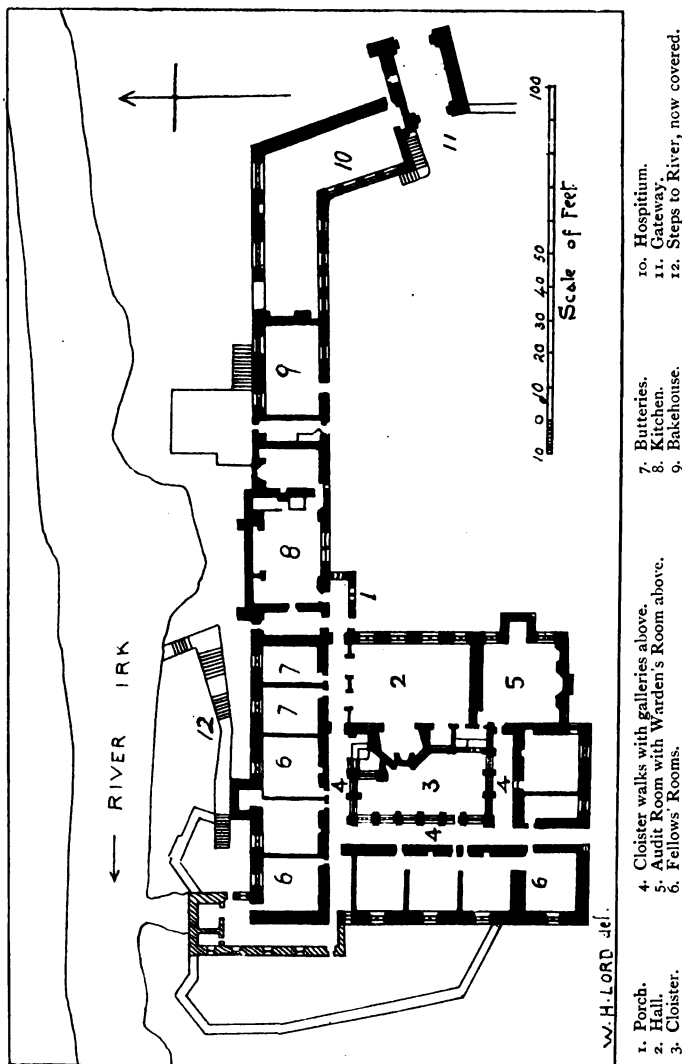 ← RIVER IRK
12
10
11
9
8
7
7
6
6
1
2
5
4
3
4
4
6
10 0 10 20 30 40 50 100
Scale of Feet
W. H. LORD del.
1. Porch.
2. Hall.
3. Cloister.
4. Cloister walks with galleries above.
5. Audit Room with Warden's Room above.
6. Fellows' Rooms.
7. Butteries.
8. Kitchen.
9. Bakehouse.
10. Hospitium.
11. Gateway.
12. Steps to River, now covered.